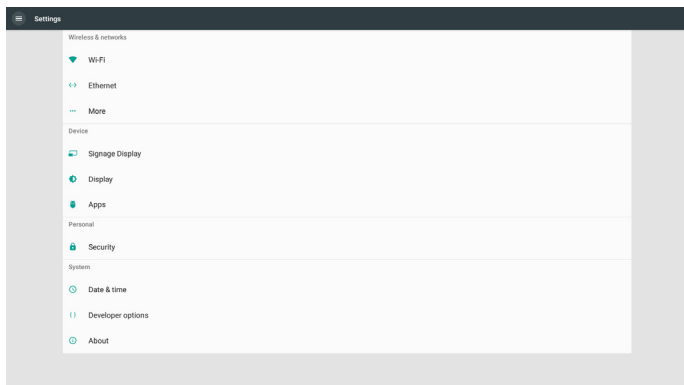 Settings
Wireless & networks
Wi-Fi
Ethernet
More
Device
Signage Display
Display
Apps
Personal
Security
System
Date & time
Developer options
About